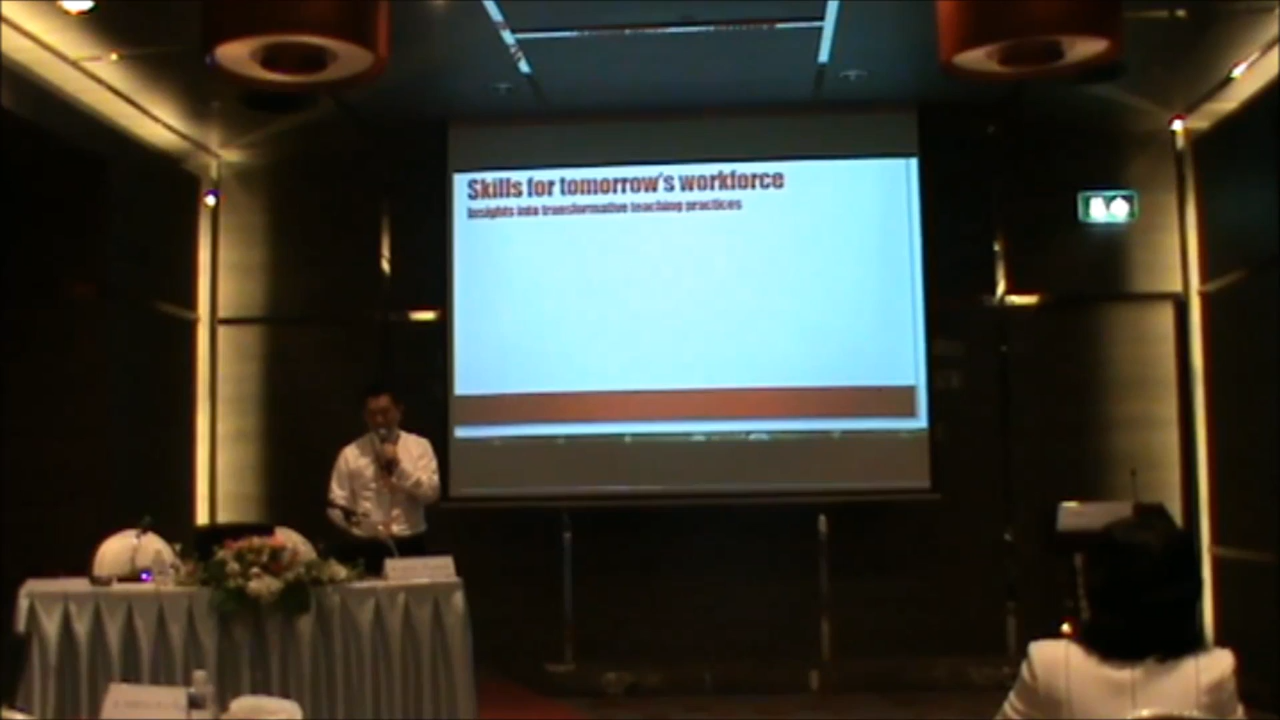 Skills for tomorrow's workforce
Insights into transformative teaching practices